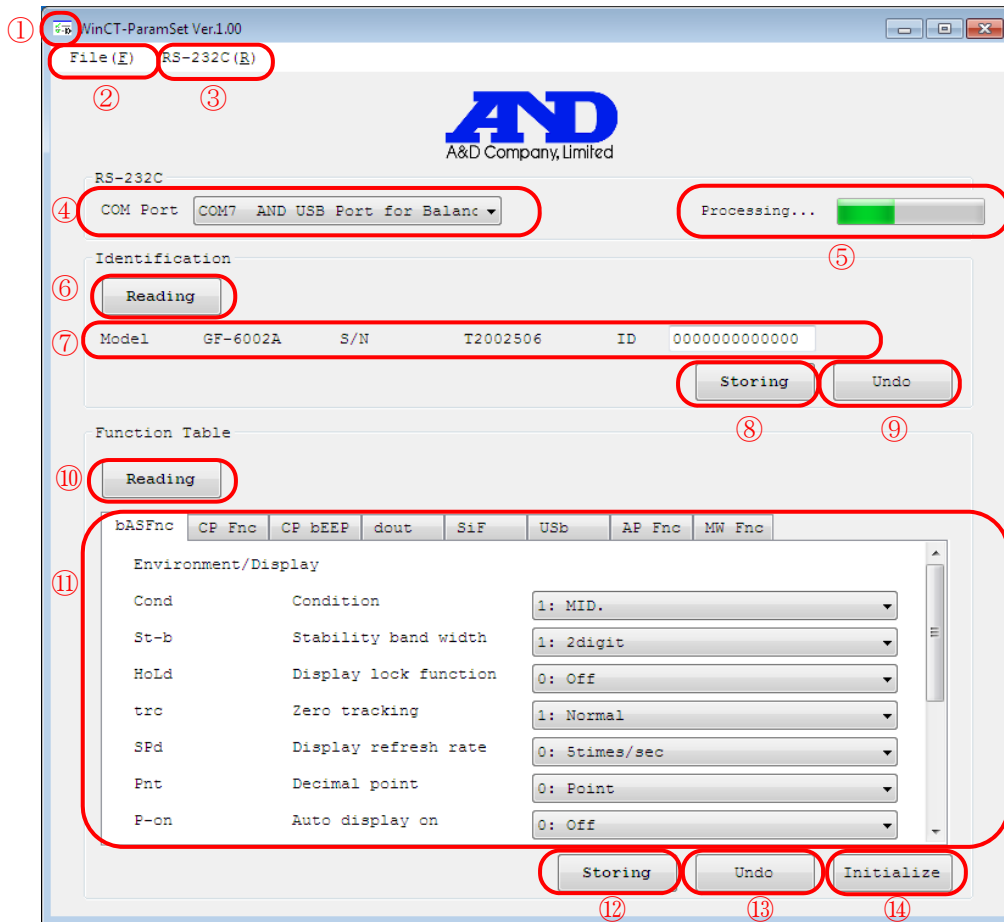 ① WinCT-ParamSet Ver.1.00
File(F) RS-232C(R)
② ③
AND
A&D Company, Limited
RS-232C
④ COM Port COM7 AND USB Port for Balanc Processing...
⑤
Identification
⑥ Reading
⑦ Model GF-6002A S/N T2002506 ID 0000000000000
Storing Undo
⑧ ⑨
Function Table
⑩ Reading
bASFnc CP Fnc CP bEEP dout SiF USb AP Fnc MW Fnc
Environment/Display
⑪
Cond Condition 1: MID.
St-b Stability band width 1: 2digit
HoLd Display lock function 0: Off
trc Zero tracking 1: Normal
SPd Display refresh rate 0: 5times/sec
Pnt Decimal point 0: Point
P-on Auto display on 0: Off
Storing Undo Initialize
⑫ ⑬ ⑭